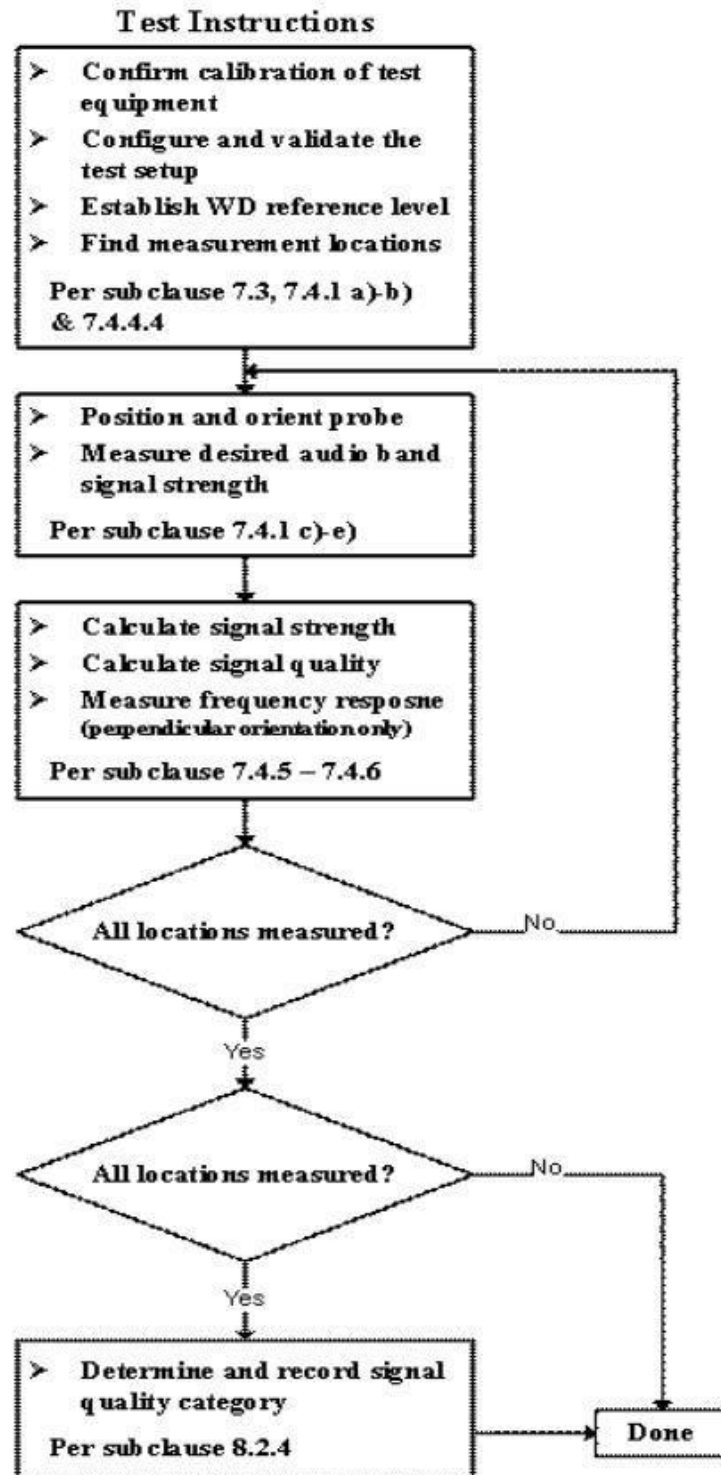 Test Instructions
➢ Confirm calibration of test
equipment
➢ Configure and validate the
test setup
➢ Establish WD reference level
➢ Find measurement locations
Per subclause 7.3, 7.4.1 a)-b)
& 7.4.4.4
➢ Position and orient probe
➢ Measure desired audio band
signal strength
Per subclause 7.4.1 c)-e)
➢ Calculate signal strength
➢ Calculate signal quality
➢ Measure frequency resposne
(perpendicular orientation only)
Per subclause 7.4.5 – 7.4.6
All locations measured?
No
Yes
All locations measured?
No
Yes
➢ Determine and record signal
quality category
Per subclause 8.2.4
Done